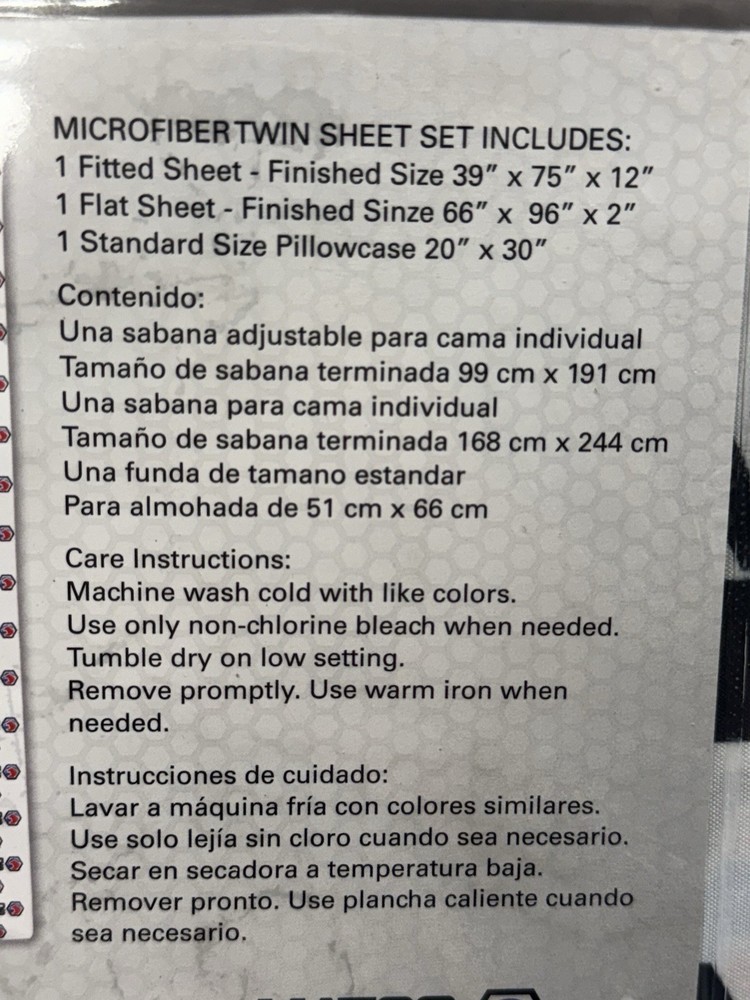 MICROFIBER TWIN SHEET SET INCLUDES:
1 Fitted Sheet - Finished Size 39” x 75” x 12”
1 Flat Sheet - Finished Sinze 66” x 96” x 2”
1 Standard Size Pillowcase 20” x 30”
Contenido:
Una sabana adjustable para cama individual
Tamaño de sabana terminada 99 cm x 191 cm
Una sabana para cama individual
Tamaño de sabana terminada 168 cm x 244 cm
Una funda de tamano estandar
Para almohada de 51 cm x 66 cm
Care Instructions:
Machine wash cold with like colors.
Use only non-chlorine bleach when needed.
Tumble dry on low setting.
Remove promptly. Use warm iron when
needed.
Instrucciones de cuidado:
Lavar a máquina fría con colores similares.
Use solo lejía sin cloro cuando sea necesario.
Secar en secadora a temperatura baja.
Remover pronto. Use plancha caliente cuando
sea necesario.